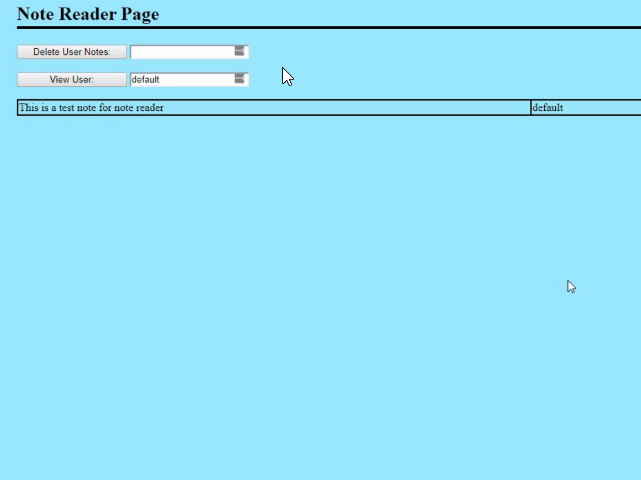 Note Reader Page
Delete User Notes:
View User: default
This is a test note for note reader default